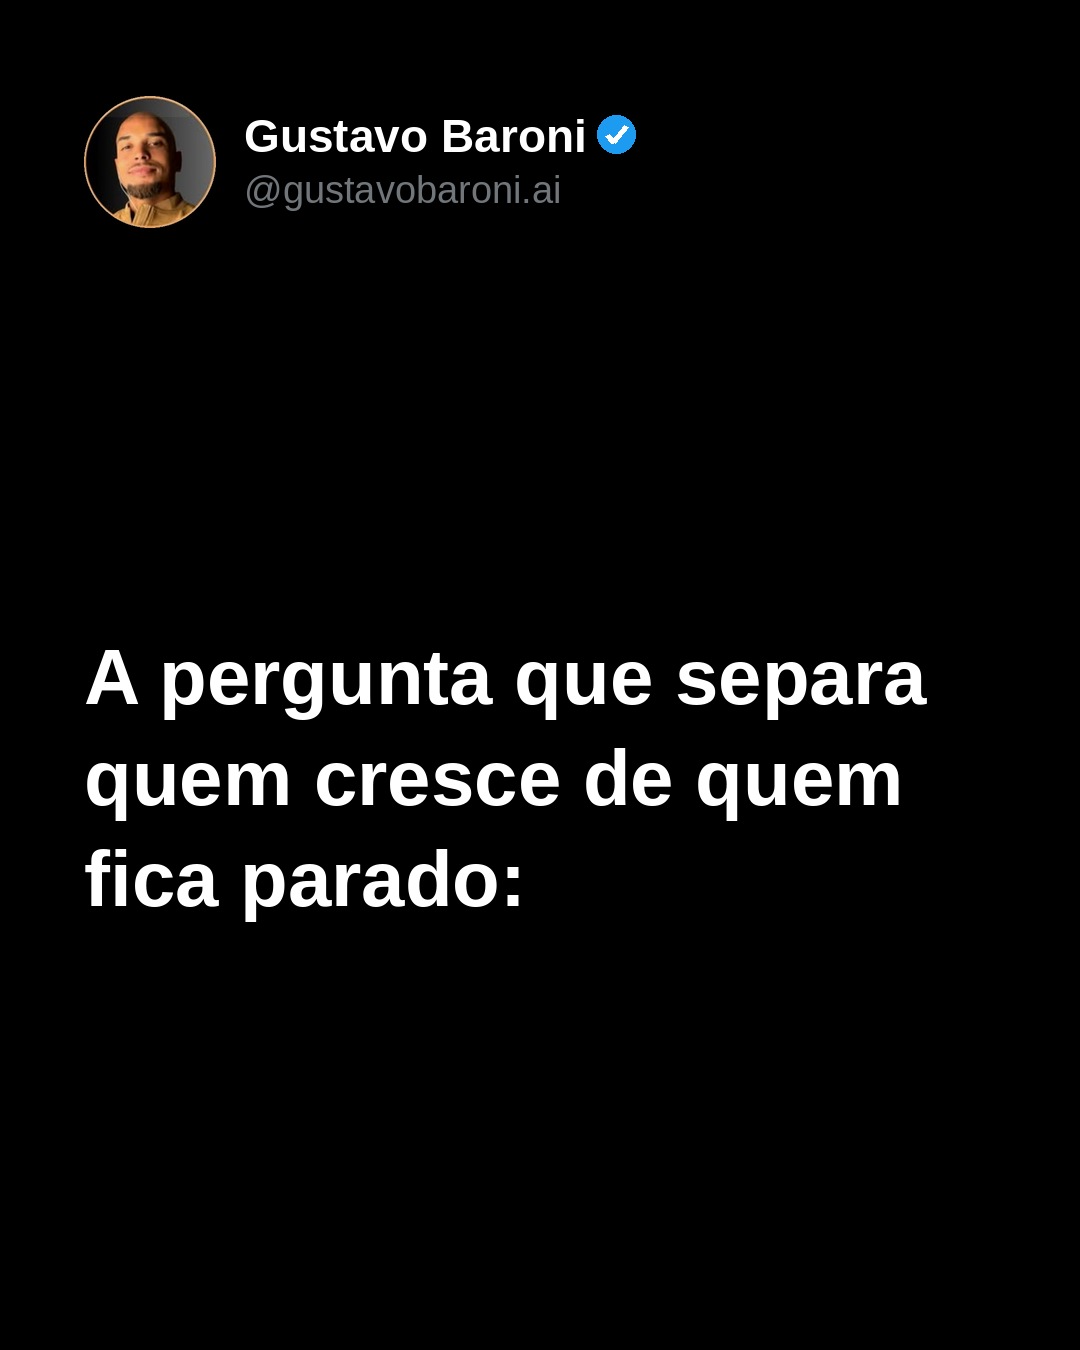 Gustavo Baroni
@gustavobaroni.ai
A pergunta que separa
quem cresce de quem
fica parado: